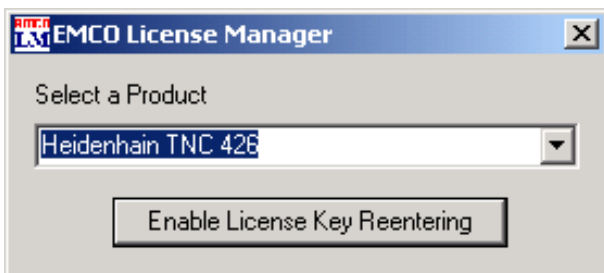 EMCO License Manager
Select a Product
Heidenhain TNC 426
Enable License Key Reentering